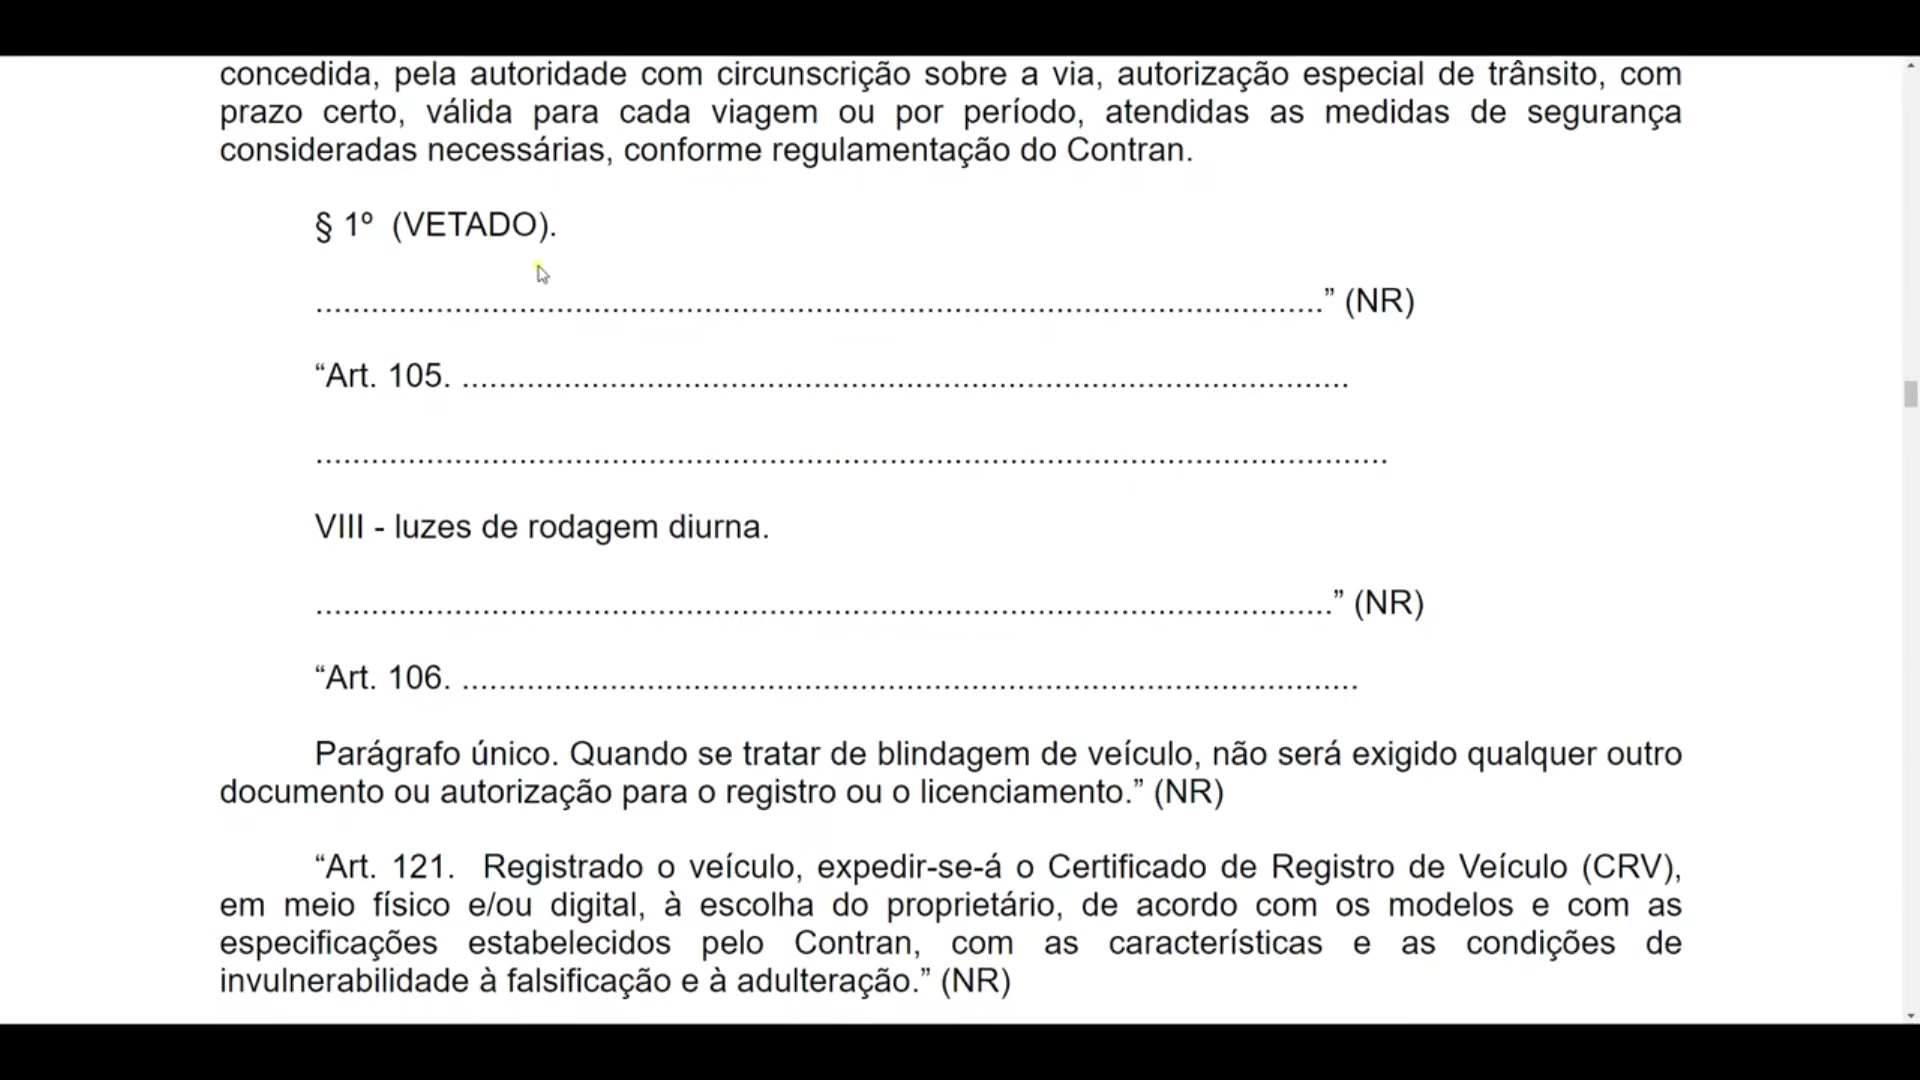 concedida, pela autoridade com circunscrição sobre a via, autorização especial de trânsito, com
prazo certo, válida para cada viagem ou por período, atendidas as medidas de segurança
consideradas necessárias, conforme regulamentação do Contran.
§ 1º (VETADO).
.............................................................................................................” (NR)
“Art. 105. ................................................................................................
....................................................................................................................
VIII - luzes de rodagem diurna.
..............................................................................................................” (NR)
“Art. 106. .................................................................................................
Parágrafo único. Quando se tratar de blindagem de veículo, não será exigido qualquer outro
documento ou autorização para o registro ou o licenciamento.” (NR)
“Art. 121. Registrado o veículo, expedir-se-á o Certificado de Registro de Veículo (CRV),
em meio físico e/ou digital, à escolha do proprietário, de acordo com os modelos e com as
especificações estabelecidos pelo Contran, com as características e as condições de
invulnerabilidade à falsificação e à adulteração.” (NR)